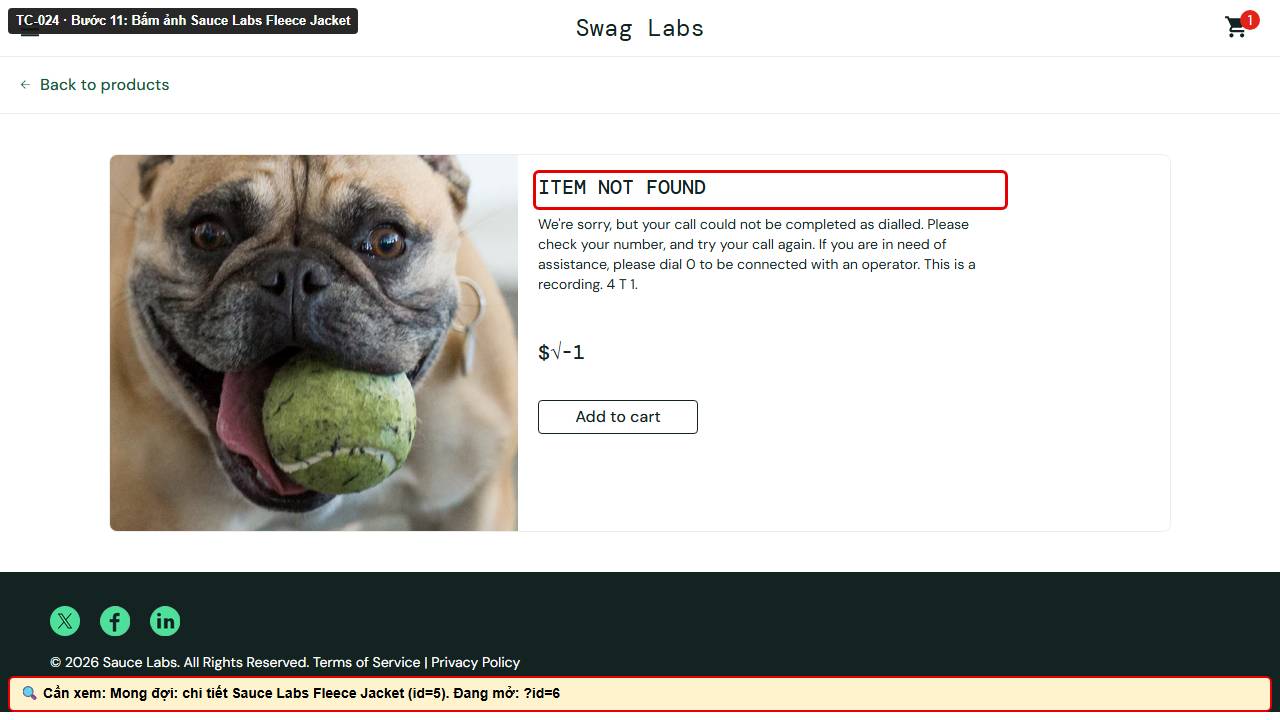 TC-024 · Bước 11: Bấm ảnh Sauce Labs Fleece Jacket
Swag Labs
1
Back to products
ITEM NOT FOUND
We're sorry, but your call could not be completed as dialled. Please
check your number, and try your call again. If you are in need of
assistance, please dial 0 to be connected with an operator. This is a
recording. 4 T 1.
$√-1
Add to cart
© 2026 Sauce Labs. All Rights Reserved. Terms of Service | Privacy Policy
🔍 Cần xem: Mong đợi: chi tiết Sauce Labs Fleece Jacket (id=5). Đang mở: ?id=6